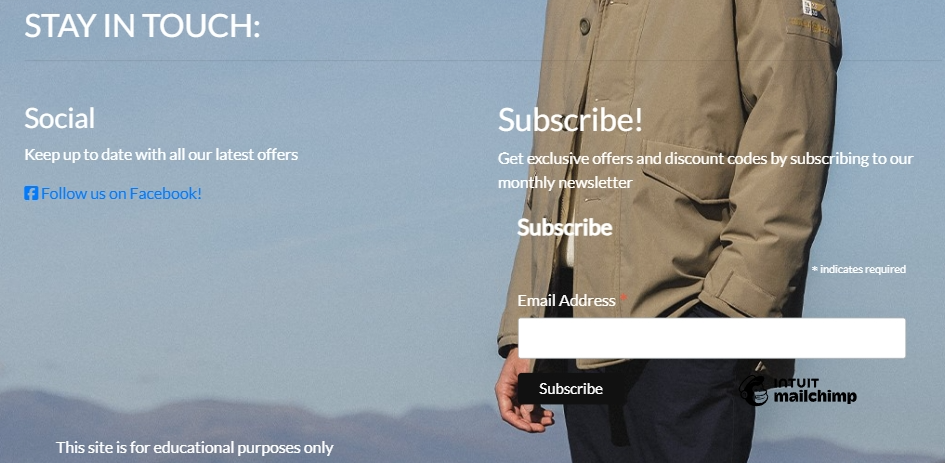 STAY IN TOUCH:
Social
Keep up to date with all our latest offers
Follow us on Facebook!
Subscribe!
Get exclusive offers and discount codes by subscribing to our
monthly newsletter
Subscribe
* indicates required
Email Address *
Subscribe
INTUIT
mailchimp
This site is for educational purposes only